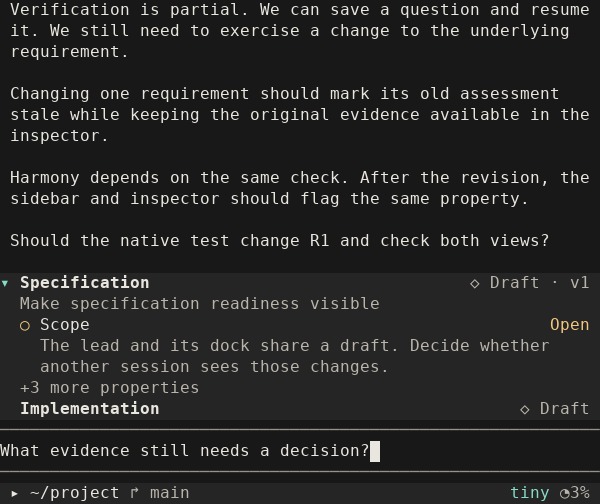 Verification is partial. We can save a question and resume
it. We still need to exercise a change to the underlying
requirement.
Changing one requirement should mark its old assessment
stale while keeping the original evidence available in the
inspector.
Harmony depends on the same check. After the revision, the
sidebar and inspector should flag the same property.
Should the native test change R1 and check both views?
▾ Specification ◇ Draft · v1
Make specification readiness visible
○ Scope Open
The lead and its dock share a draft. Decide whether
another session sees those changes.
+3 more properties
Implementation ◇ Draft
What evidence still needs a decision?
▸ ~/project ↱ main tiny ◔3%